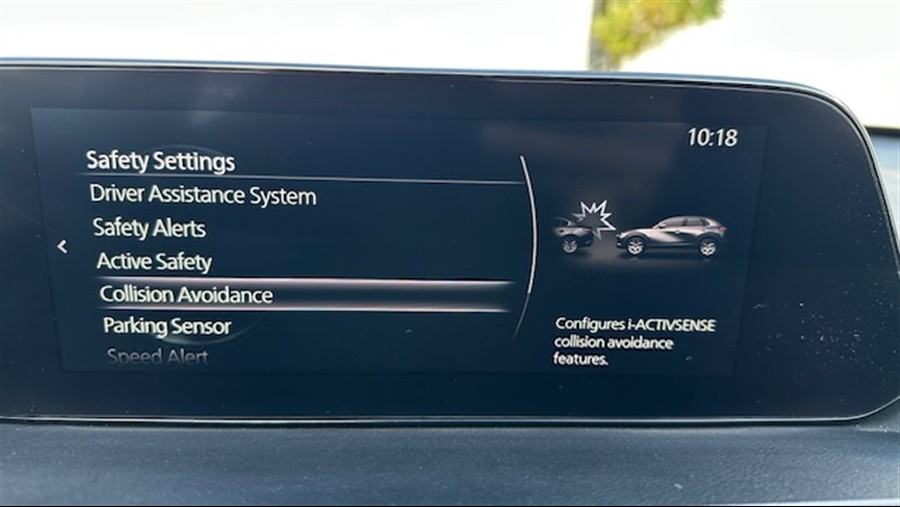 10:18
Safety Settings
Driver Assistance System
Safety Alerts
Active Safety
Collision Avoidance
Parking Sensor
Speed Alert
Configures i-ACTIVSENSE
collision avoidance
features.